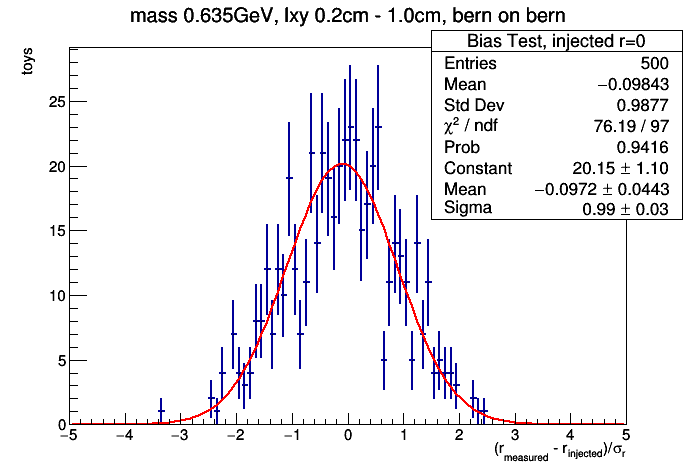 mass 0.635GeV, lxy 0.2cm - 1.0cm, bern on bern
Bias Test, injected r=0
Entries 500
Mean −0.09843
Std Dev 0.9877
χ² / ndf 76.19 / 97
Prob 0.9416
Constant 20.15 ± 1.10
Mean −0.0972 ± 0.0443
Sigma 0.99 ± 0.03
toys
25
20
15
10
5
0
−5 −4 −3 −2 −1 0 1 2 3 4 5
(r_measured - r_injected)/σ_r